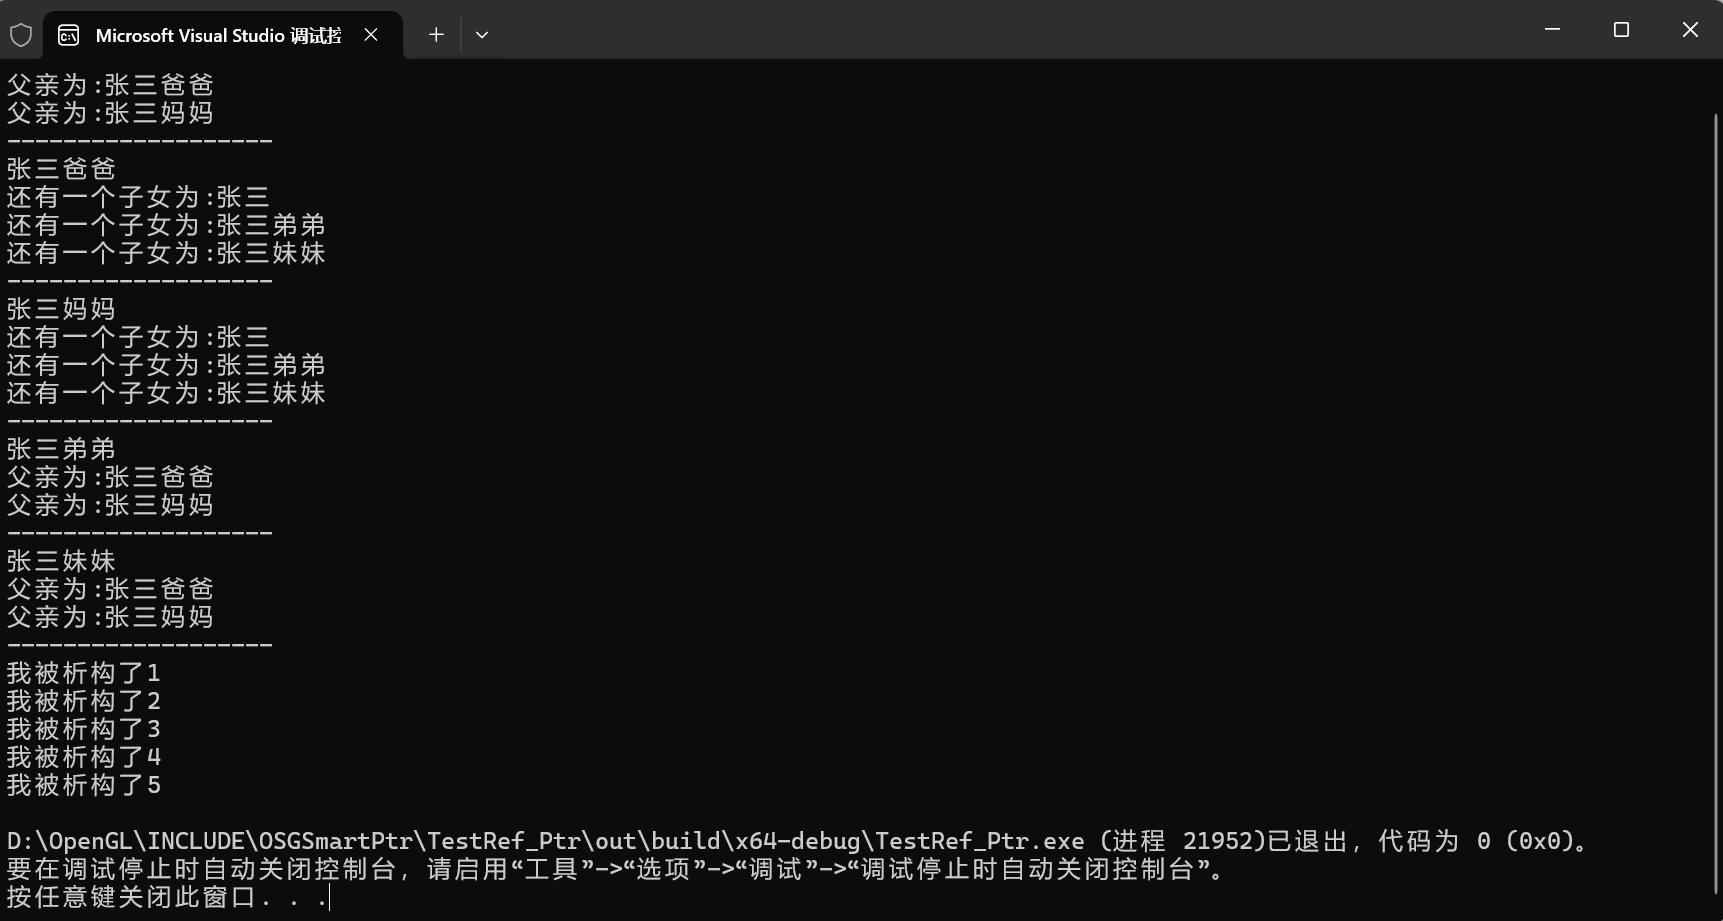 Microsoft Visual Studio 调试控
父亲为:张三爸爸
父亲为:张三妈妈
-------------------
张三爸爸
还有一个子女为:张三
还有一个子女为:张三弟弟
还有一个子女为:张三妹妹
-------------------
张三妈妈
还有一个子女为:张三
还有一个子女为:张三弟弟
还有一个子女为:张三妹妹
-------------------
张三弟弟
父亲为:张三爸爸
父亲为:张三妈妈
-------------------
张三妹妹
父亲为:张三爸爸
父亲为:张三妈妈
-------------------
我被析构了1
我被析构了2
我被析构了3
我被析构了4
我被析构了5
D:\OpenGL\INCLUDE\OSGSmartPtr\TestRef_Ptr\out\build\x64-debug\TestRef_Ptr.exe (进程 21952)已退出，代码为 0 (0x0)。
要在调试停止时自动关闭控制台，请启用“工具”->“选项”->“调试”->“调试停止时自动关闭控制台”。
按任意键关闭此窗口. . .